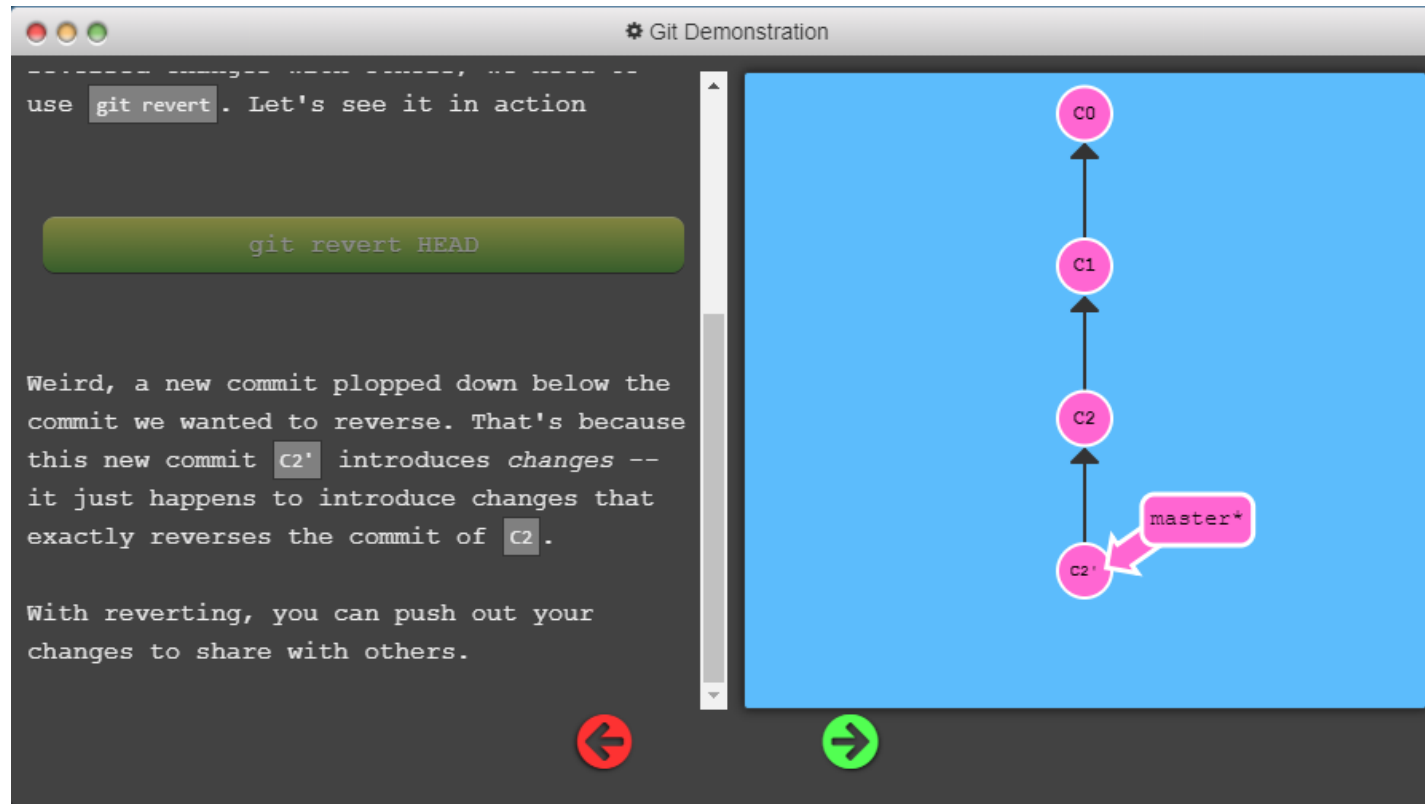 Git Demonstration
use git revert. Let's see it in action
git revert HEAD
Weird, a new commit plopped down below the
commit we wanted to reverse. That's because
this new commit C2' introduces changes --
it just happens to introduce changes that
exactly reverses the commit of C2.
With reverting, you can push out your
changes to share with others.
C0
C1
C2
master*
C2'